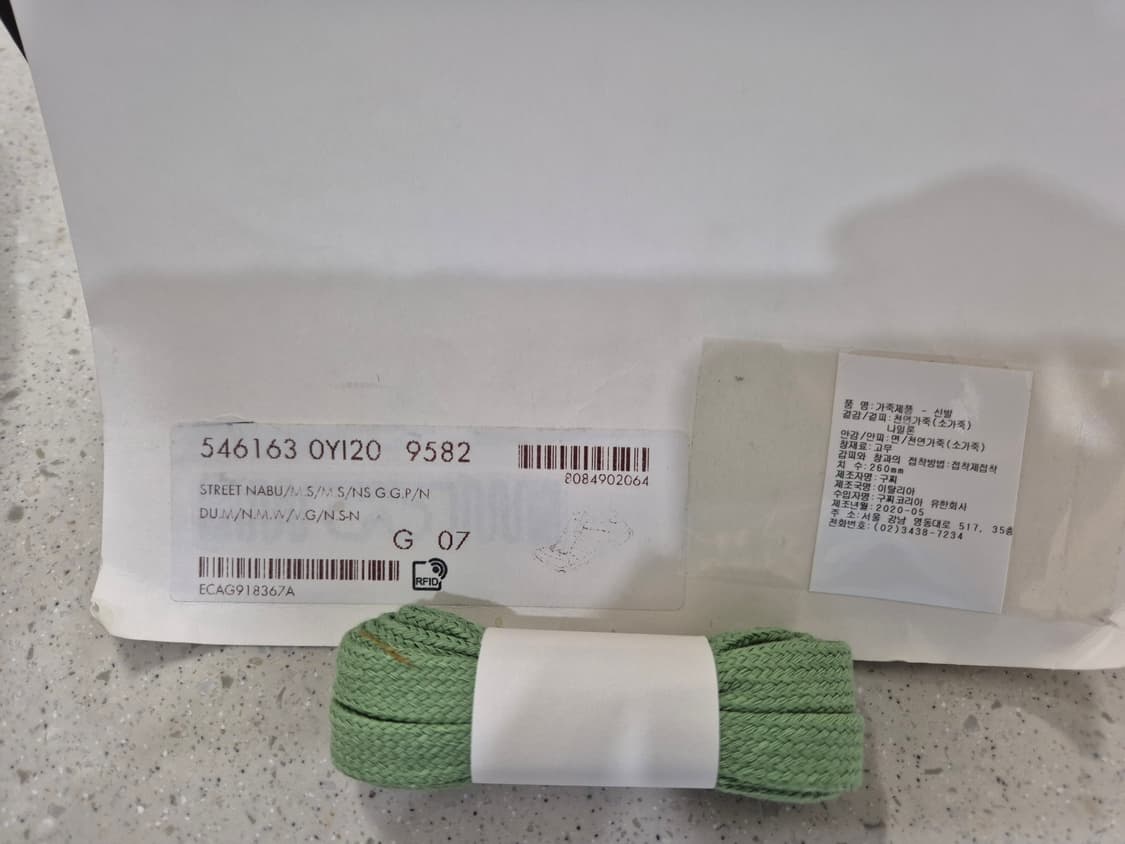 546163 0YI20 9582
8084902064
STREET NABU/M.S/M.S/NS G.G.P/N
DU.M/N.M.W/V.G/N.S-N
G 07
RFID
ECAG918367A
품 명:가죽제품 - 신발
겉감/겉피:천연가죽(소가죽)
나일론
안감/안피:면/천연가죽(소가죽)
창재료:고무
갑피와 창과의 접착방법:접착제접착
치 수:260mm
제조자명:구찌
제조국명:이탈리아
수입자명:구찌코리아 유한회사
제조년월:2020-05
주 소:서울 강남 영동대로 517, 35층
전화번호:(02)3438-7234